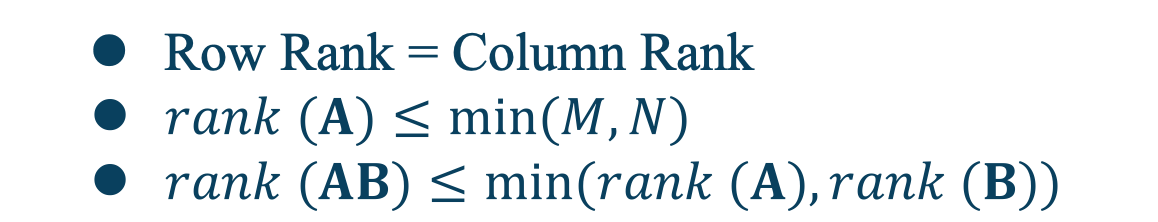 ● Row Rank = Column Rank
● rank (A) ≤ min(M, N)
● rank (AB) ≤ min(rank (A), rank (B))